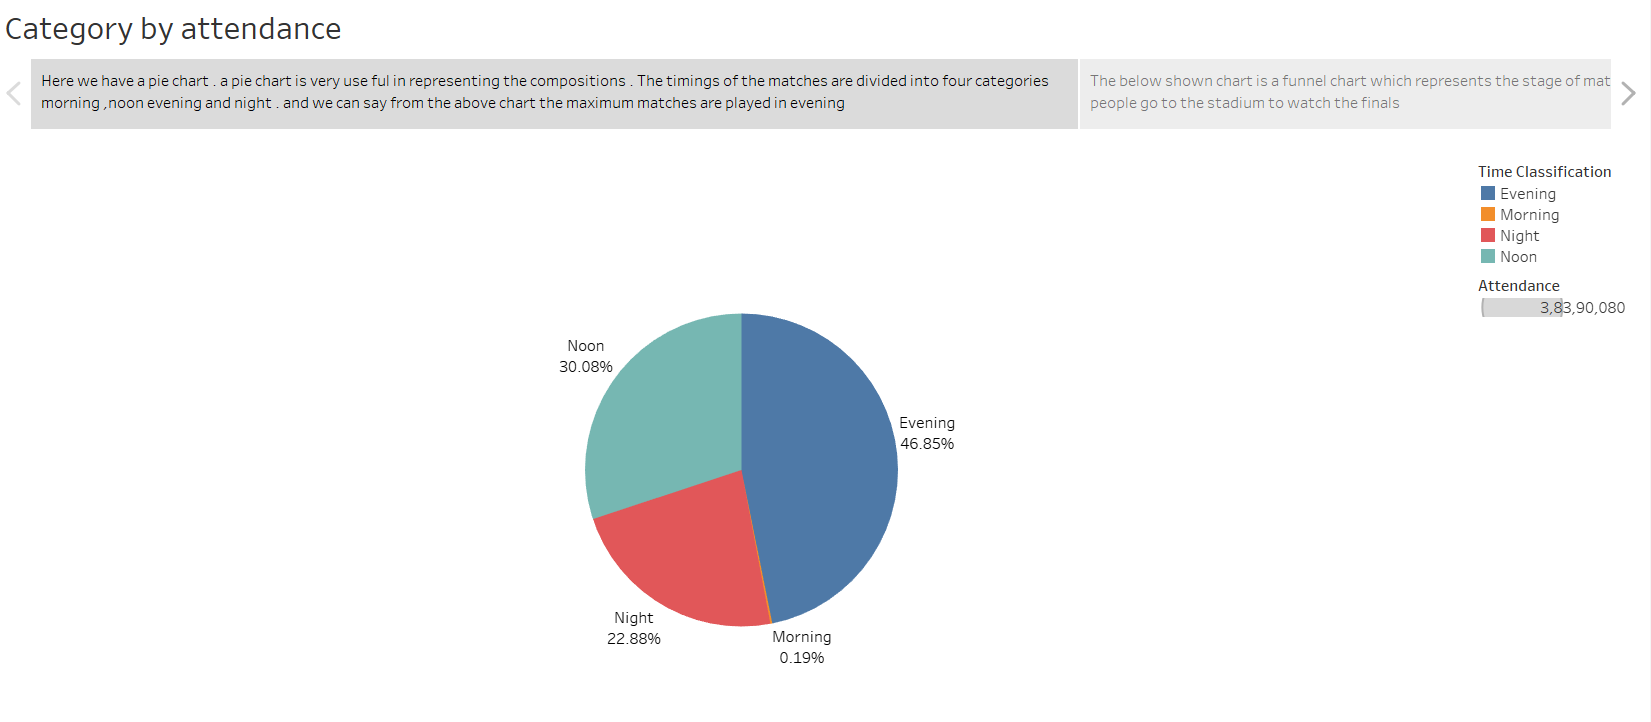 Category by attendance
Here we have a pie chart . a pie chart is very use ful in representing the compositions . The timings of the matches are divided into four categories
morning ,noon evening and night . and we can say from the above chart the maximum matches are played in evening
The below shown chart is a funnel chart which represents the stage of mat
people go to the stadium to watch the finals
Time Classification
Evening
Morning
Night
Noon
Attendance
3,83,90,080
Noon
30.08%
Evening
46.85%
Night
22.88%
Morning
0.19%